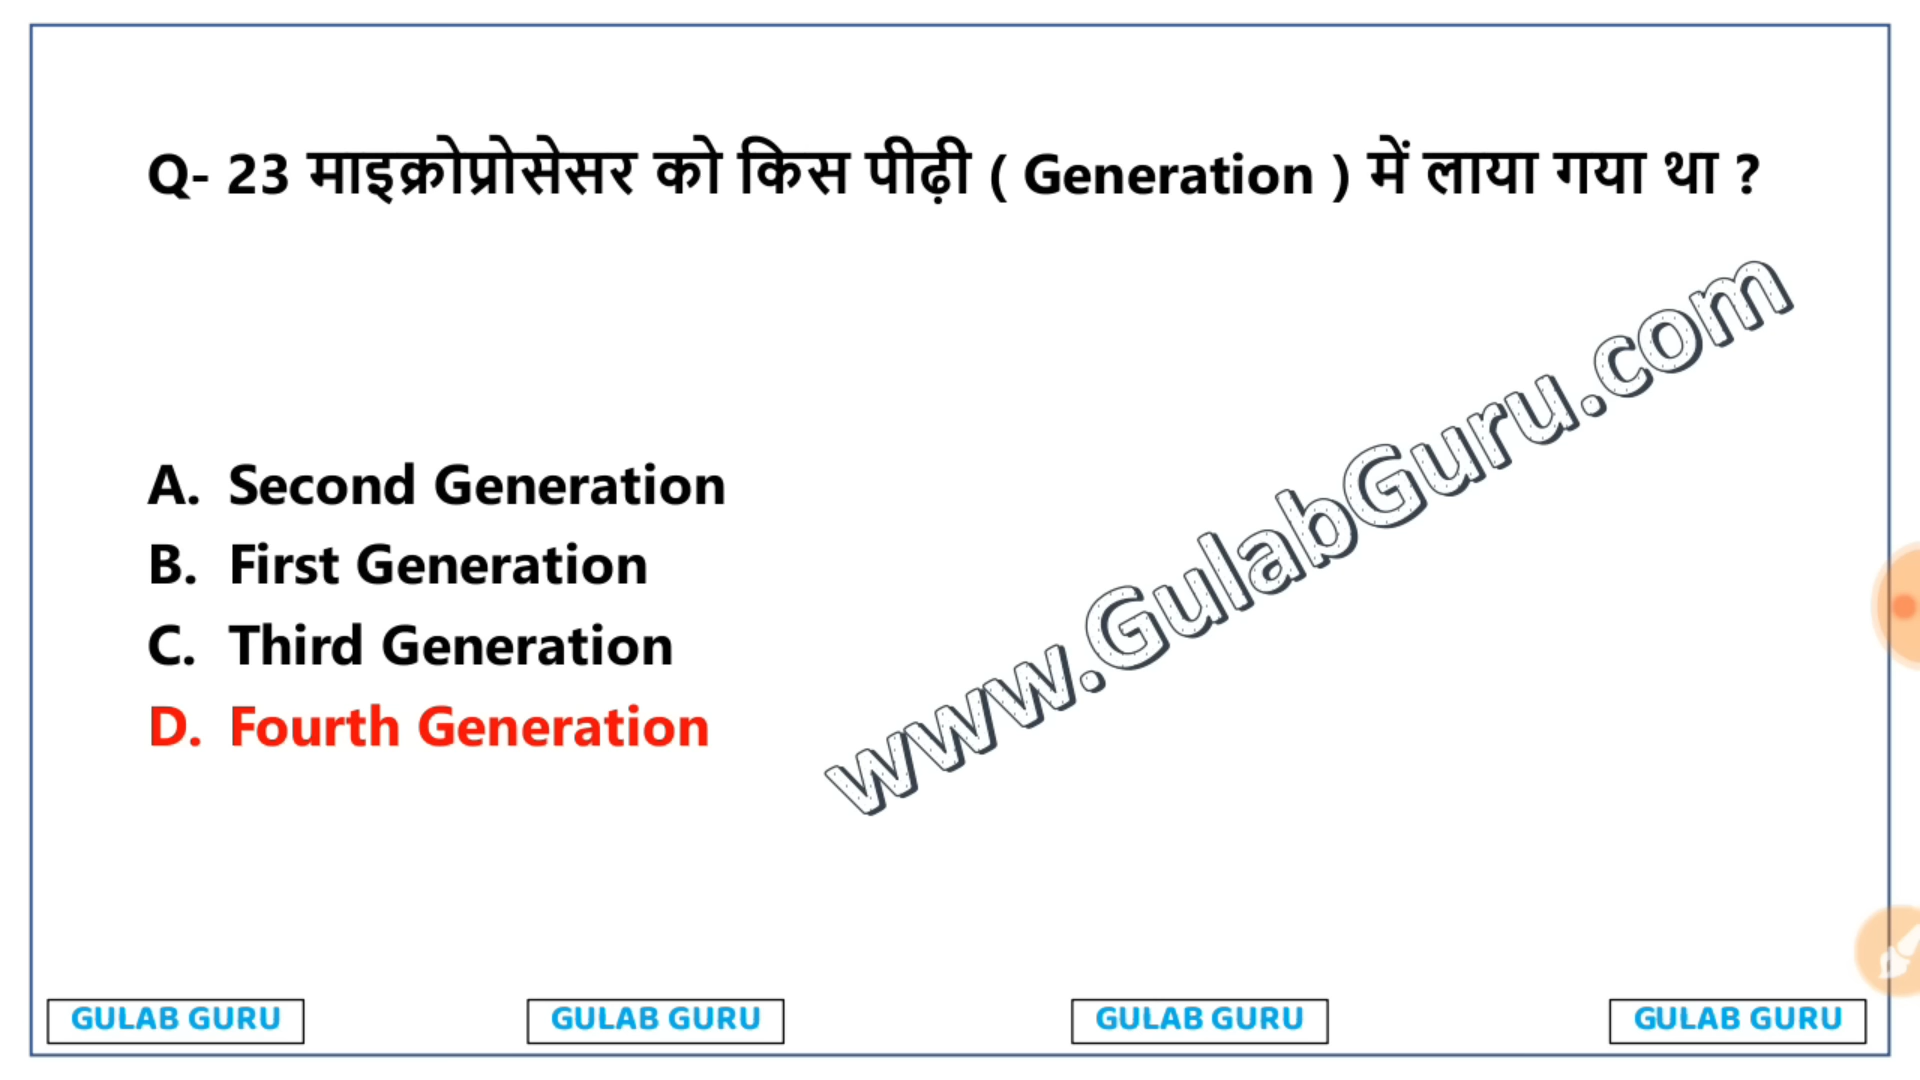 Q- 23 माइक्रोप्रोसेसर को किस पीढ़ी ( Generation ) में लाया गया था ?
www.GulabGuru.com
A. Second Generation
B. First Generation
C. Third Generation
D. Fourth Generation
GULAB GURU GULAB GURU GULAB GURU GULAB GURU